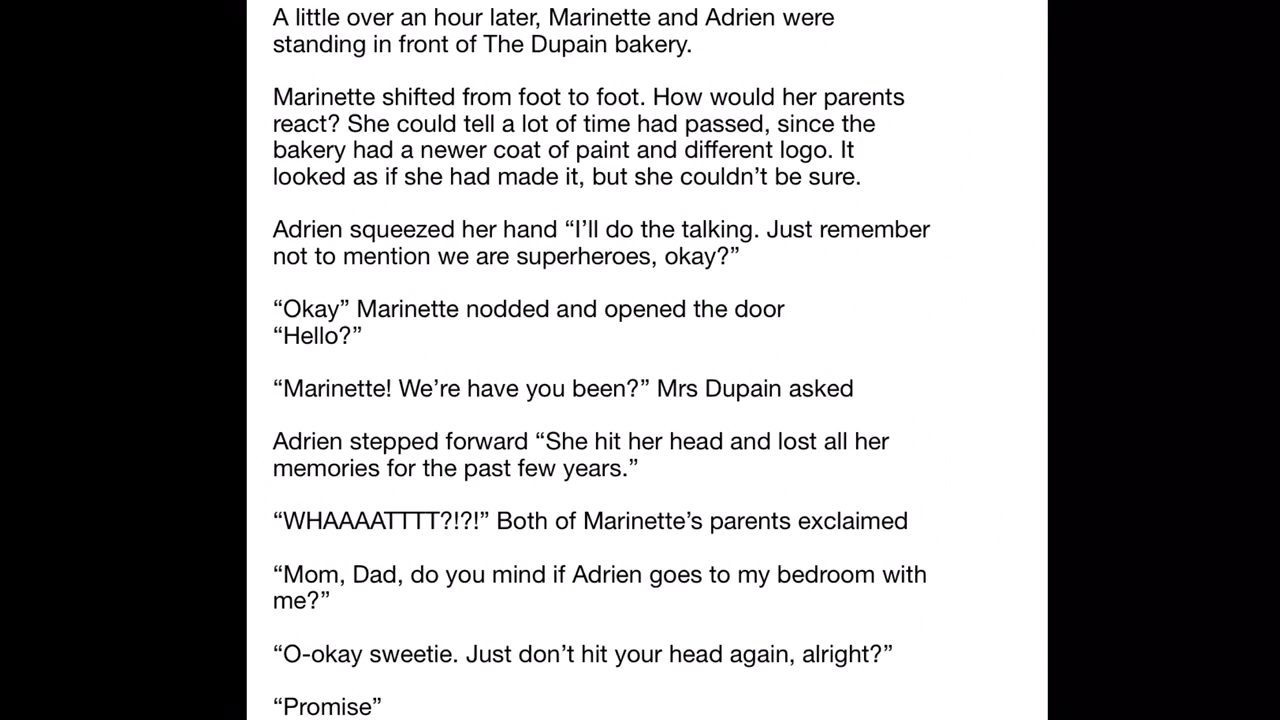 A little over an hour later, Marinette and Adrien were
standing in front of The Dupain bakery.
Marinette shifted from foot to foot. How would her parents
react? She could tell a lot of time had passed, since the
bakery had a newer coat of paint and different logo. It
looked as if she had made it, but she couldn’t be sure.
Adrien squeezed her hand “I’ll do the talking. Just remember
not to mention we are superheroes, okay?”
“Okay” Marinette nodded and opened the door
“Hello?”
“Marinette! We’re have you been?” Mrs Dupain asked
Adrien stepped forward “She hit her head and lost all her
memories for the past few years.”
“WHAAAATTTT?!?!” Both of Marinette’s parents exclaimed
“Mom, Dad, do you mind if Adrien goes to my bedroom with
me?”
“O-okay sweetie. Just don’t hit your head again, alright?”
“Promise”